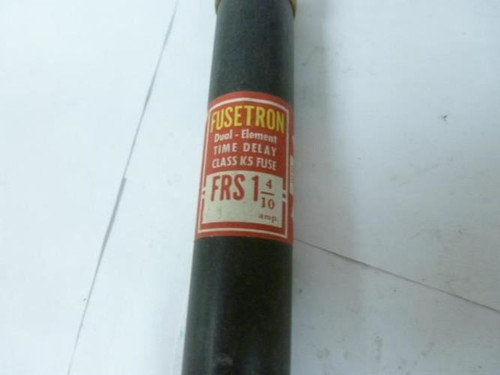 FUSETRON
Dual-Element
TIME DELAY
CLASS K5 FUSE
FRS 1 4/10
amp.